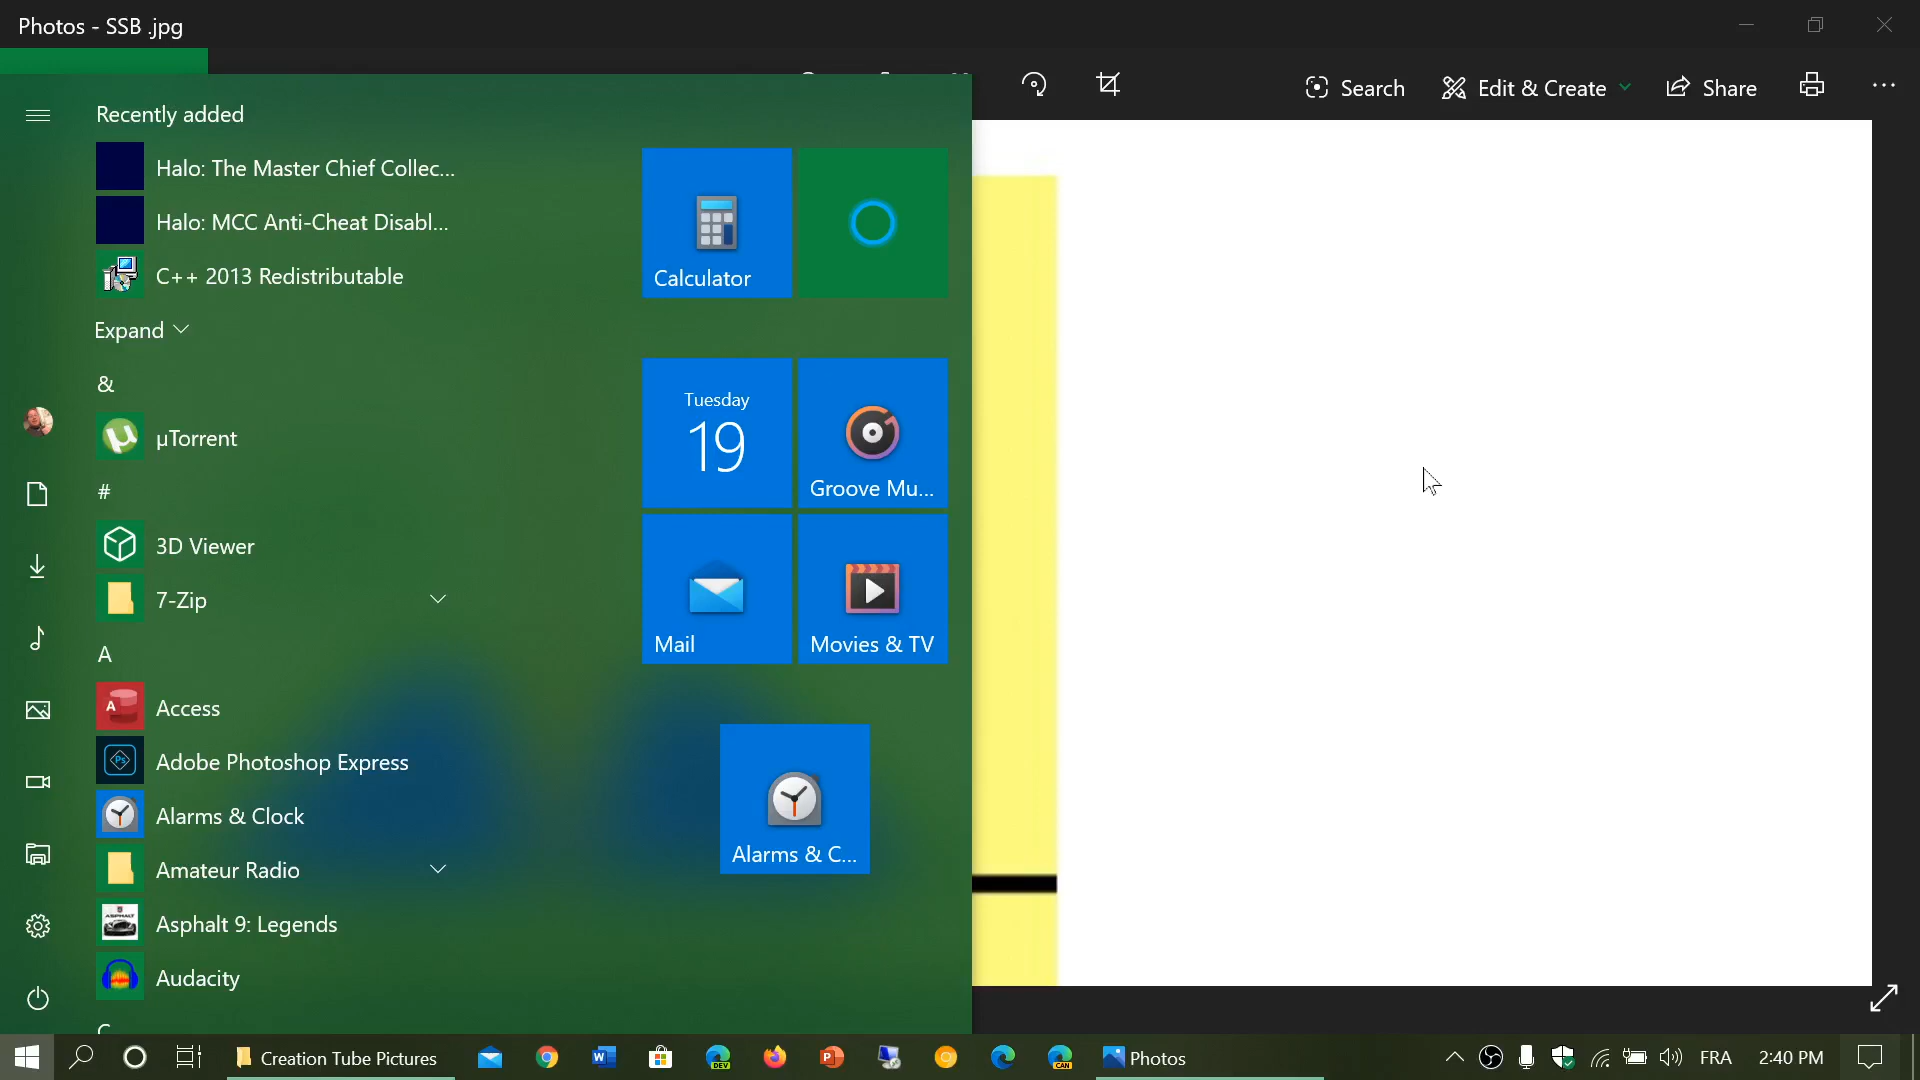 Photos - SSB .jpg
Search
Edit & Create
Share
Recently added
Halo: The Master Chief Collec...
Halo: MCC Anti-Cheat Disabl...
C++ 2013 Redistributable
Expand
&
µTorrent
#
3D Viewer
7-Zip
A
Access
Adobe Photoshop Express
Alarms & Clock
Amateur Radio
Asphalt 9: Legends
Audacity
Calculator
Tuesday
19
Groove Mu...
Mail
Movies & TV
Alarms & C...
Creation Tube Pictures
DEV
CAN
Photos
FRA
2:40 PM